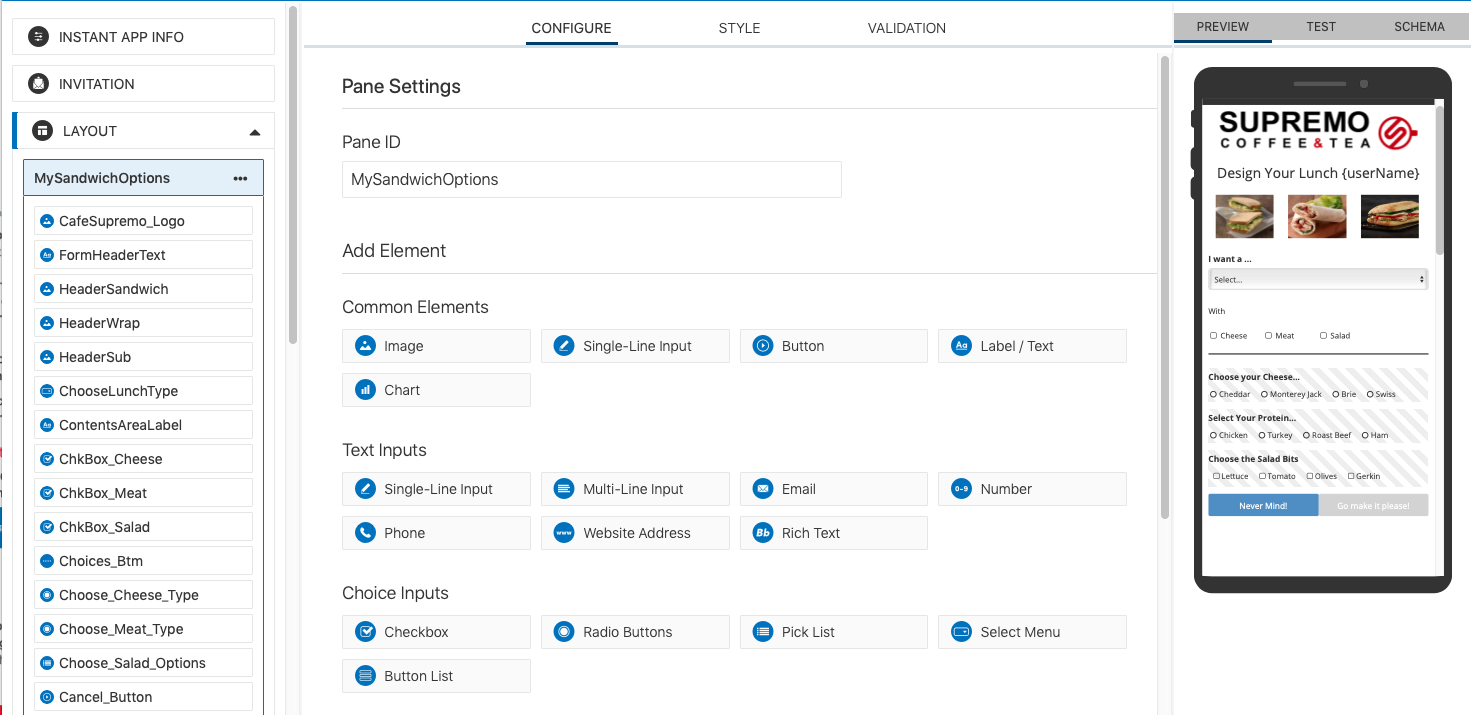 INSTANT APP INFO
INVITATION
LAYOUT
MySandwichOptions
CafeSupremo_Logo
FormHeaderText
HeaderSandwich
HeaderWrap
HeaderSub
ChooseLunchType
ContentsAreaLabel
ChkBox_Cheese
ChkBox_Meat
ChkBox_Salad
Choices_Btm
Choose_Cheese_Type
Choose_Meat_Type
Choose_Salad_Options
Cancel_Button
CONFIGURE STYLE VALIDATION
Pane Settings
Pane ID
MySandwichOptions
Add Element
Common Elements
Image Single-Line Input Button Aa Label / Text
Chart
Text Inputs
Single-Line Input Multi-Line Input Email 0-9 Number
Phone www Website Address Bb Rich Text
Choice Inputs
Checkbox Radio Buttons Pick List Select Menu
Button List
PREVIEW TEST SCHEMA
SUPREMO
COFFEE&TEA
Design Your Lunch {userName}
I want a ...
Select...
With
Cheese Meat Salad
Choose your Cheese...
Cheddar Monterey Jack Brie Swiss
Select Your Protein...
Chicken Turkey Roast Beef Ham
Choose the Salad Bits
Lettuce Tomato Olives Gerkin
Never Mind! Go make it please!